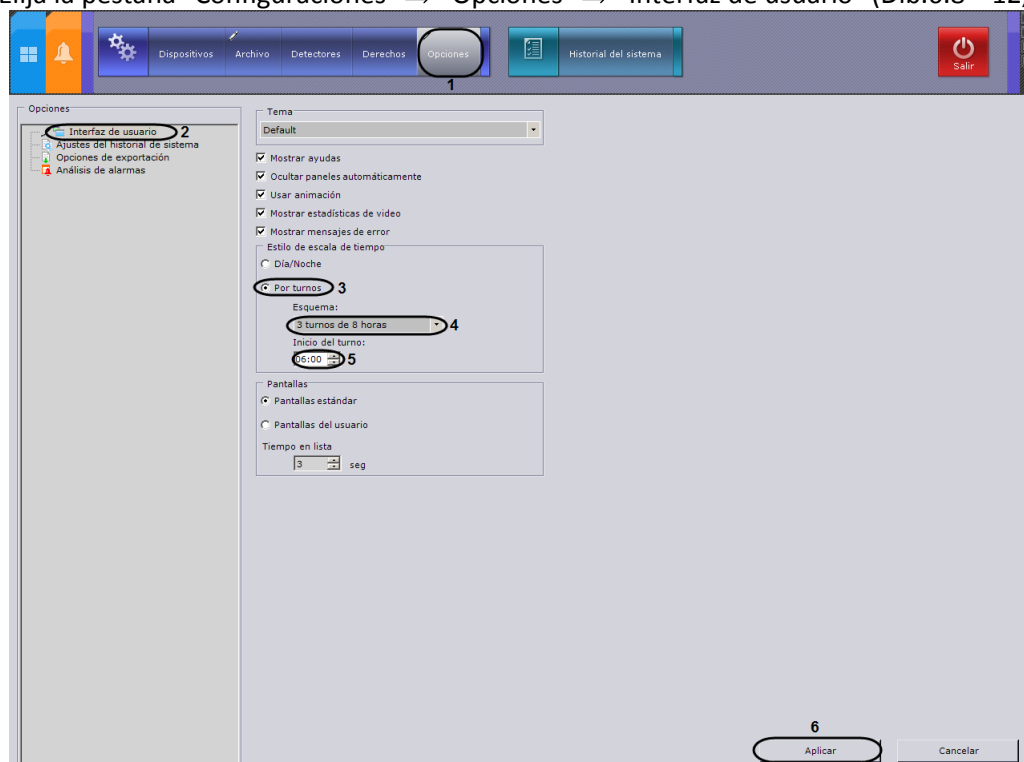 Elija la pestaña "Configuraciones" → "Opciones" → "Interfaz de usuario" (Dibjo.8—12)
Dispositivos Archivo Detectores Derechos Opciones Historial del sistema Salir
1
Opciones
Interfaz de usuario 2
Ajustes del historial de sistema
Opciones de exportación
Análisis de alarmas
Tema
Default
Mostrar ayudas
Ocultar paneles automáticamente
Usar animación
Mostrar estadísticas de video
Mostrar mensajes de error
Estilo de escala de tiempo
Día/Noche
Por turnos 3
Esquema:
3 turnos de 8 horas 4
Inicio del turno:
06:00 5
Pantallas
Pantallas estándar
Pantallas del usuario
Tiempo en lista
3 seg
6
Aplicar Cancelar